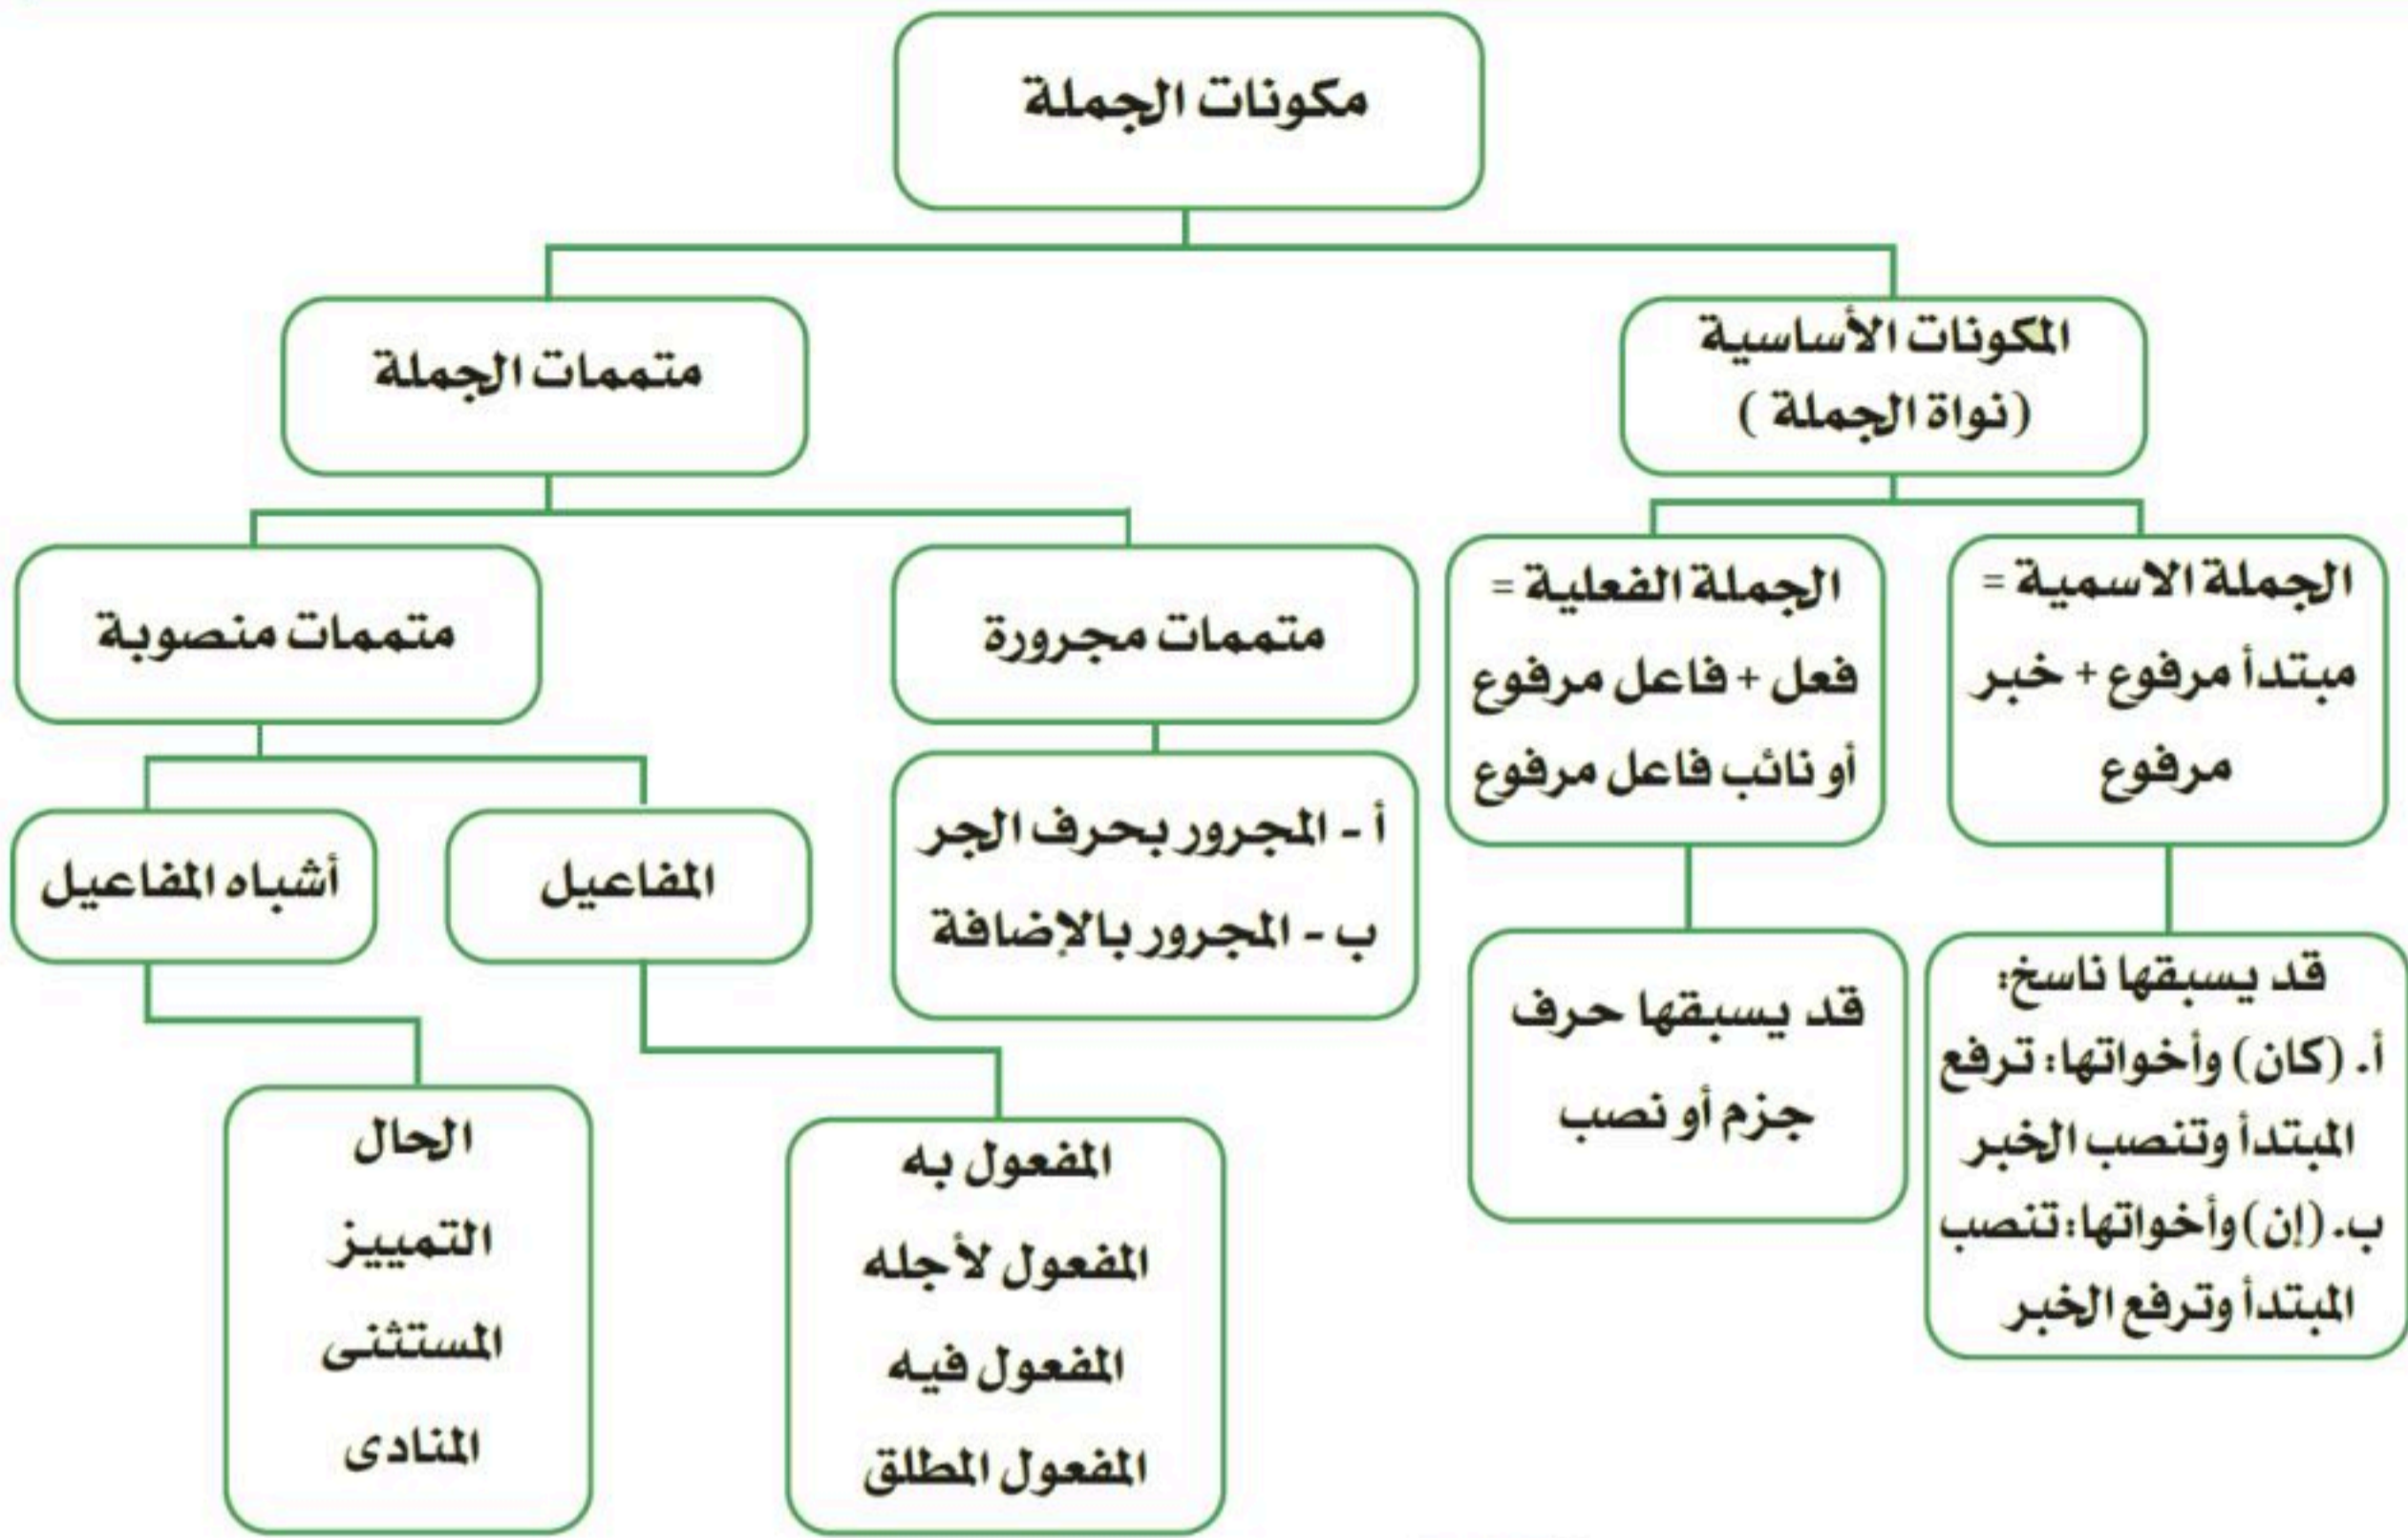 مكونات الجملة
المكونات الأساسية
(نواة الجملة )
متممات الجملة
الجملة الاسمية =
مبتدأ مرفوع + خبر
مرفوع
الجملة الفعلية =
فعل + فاعل مرفوع
أو نائب فاعل مرفوع
متممات مجرورة
متممات منصوبة
قد يسبقها ناسخ:
أ. (كان) وأخواتها: ترفع
المبتدأ وتنصب الخبر
ب. (إن) وأخواتها: تنصب
المبتدأ وترفع الخبر
قد يسبقها حرف
جزم أو نصب
أ - المجرور بحرف الجر
ب - المجرور بالإضافة
المفاعيل
أشباه المفاعيل
المفعول به
المفعول لأجله
المفعول فيه
المفعول المطلق
الحال
التمييز
المستثنى
المنادى